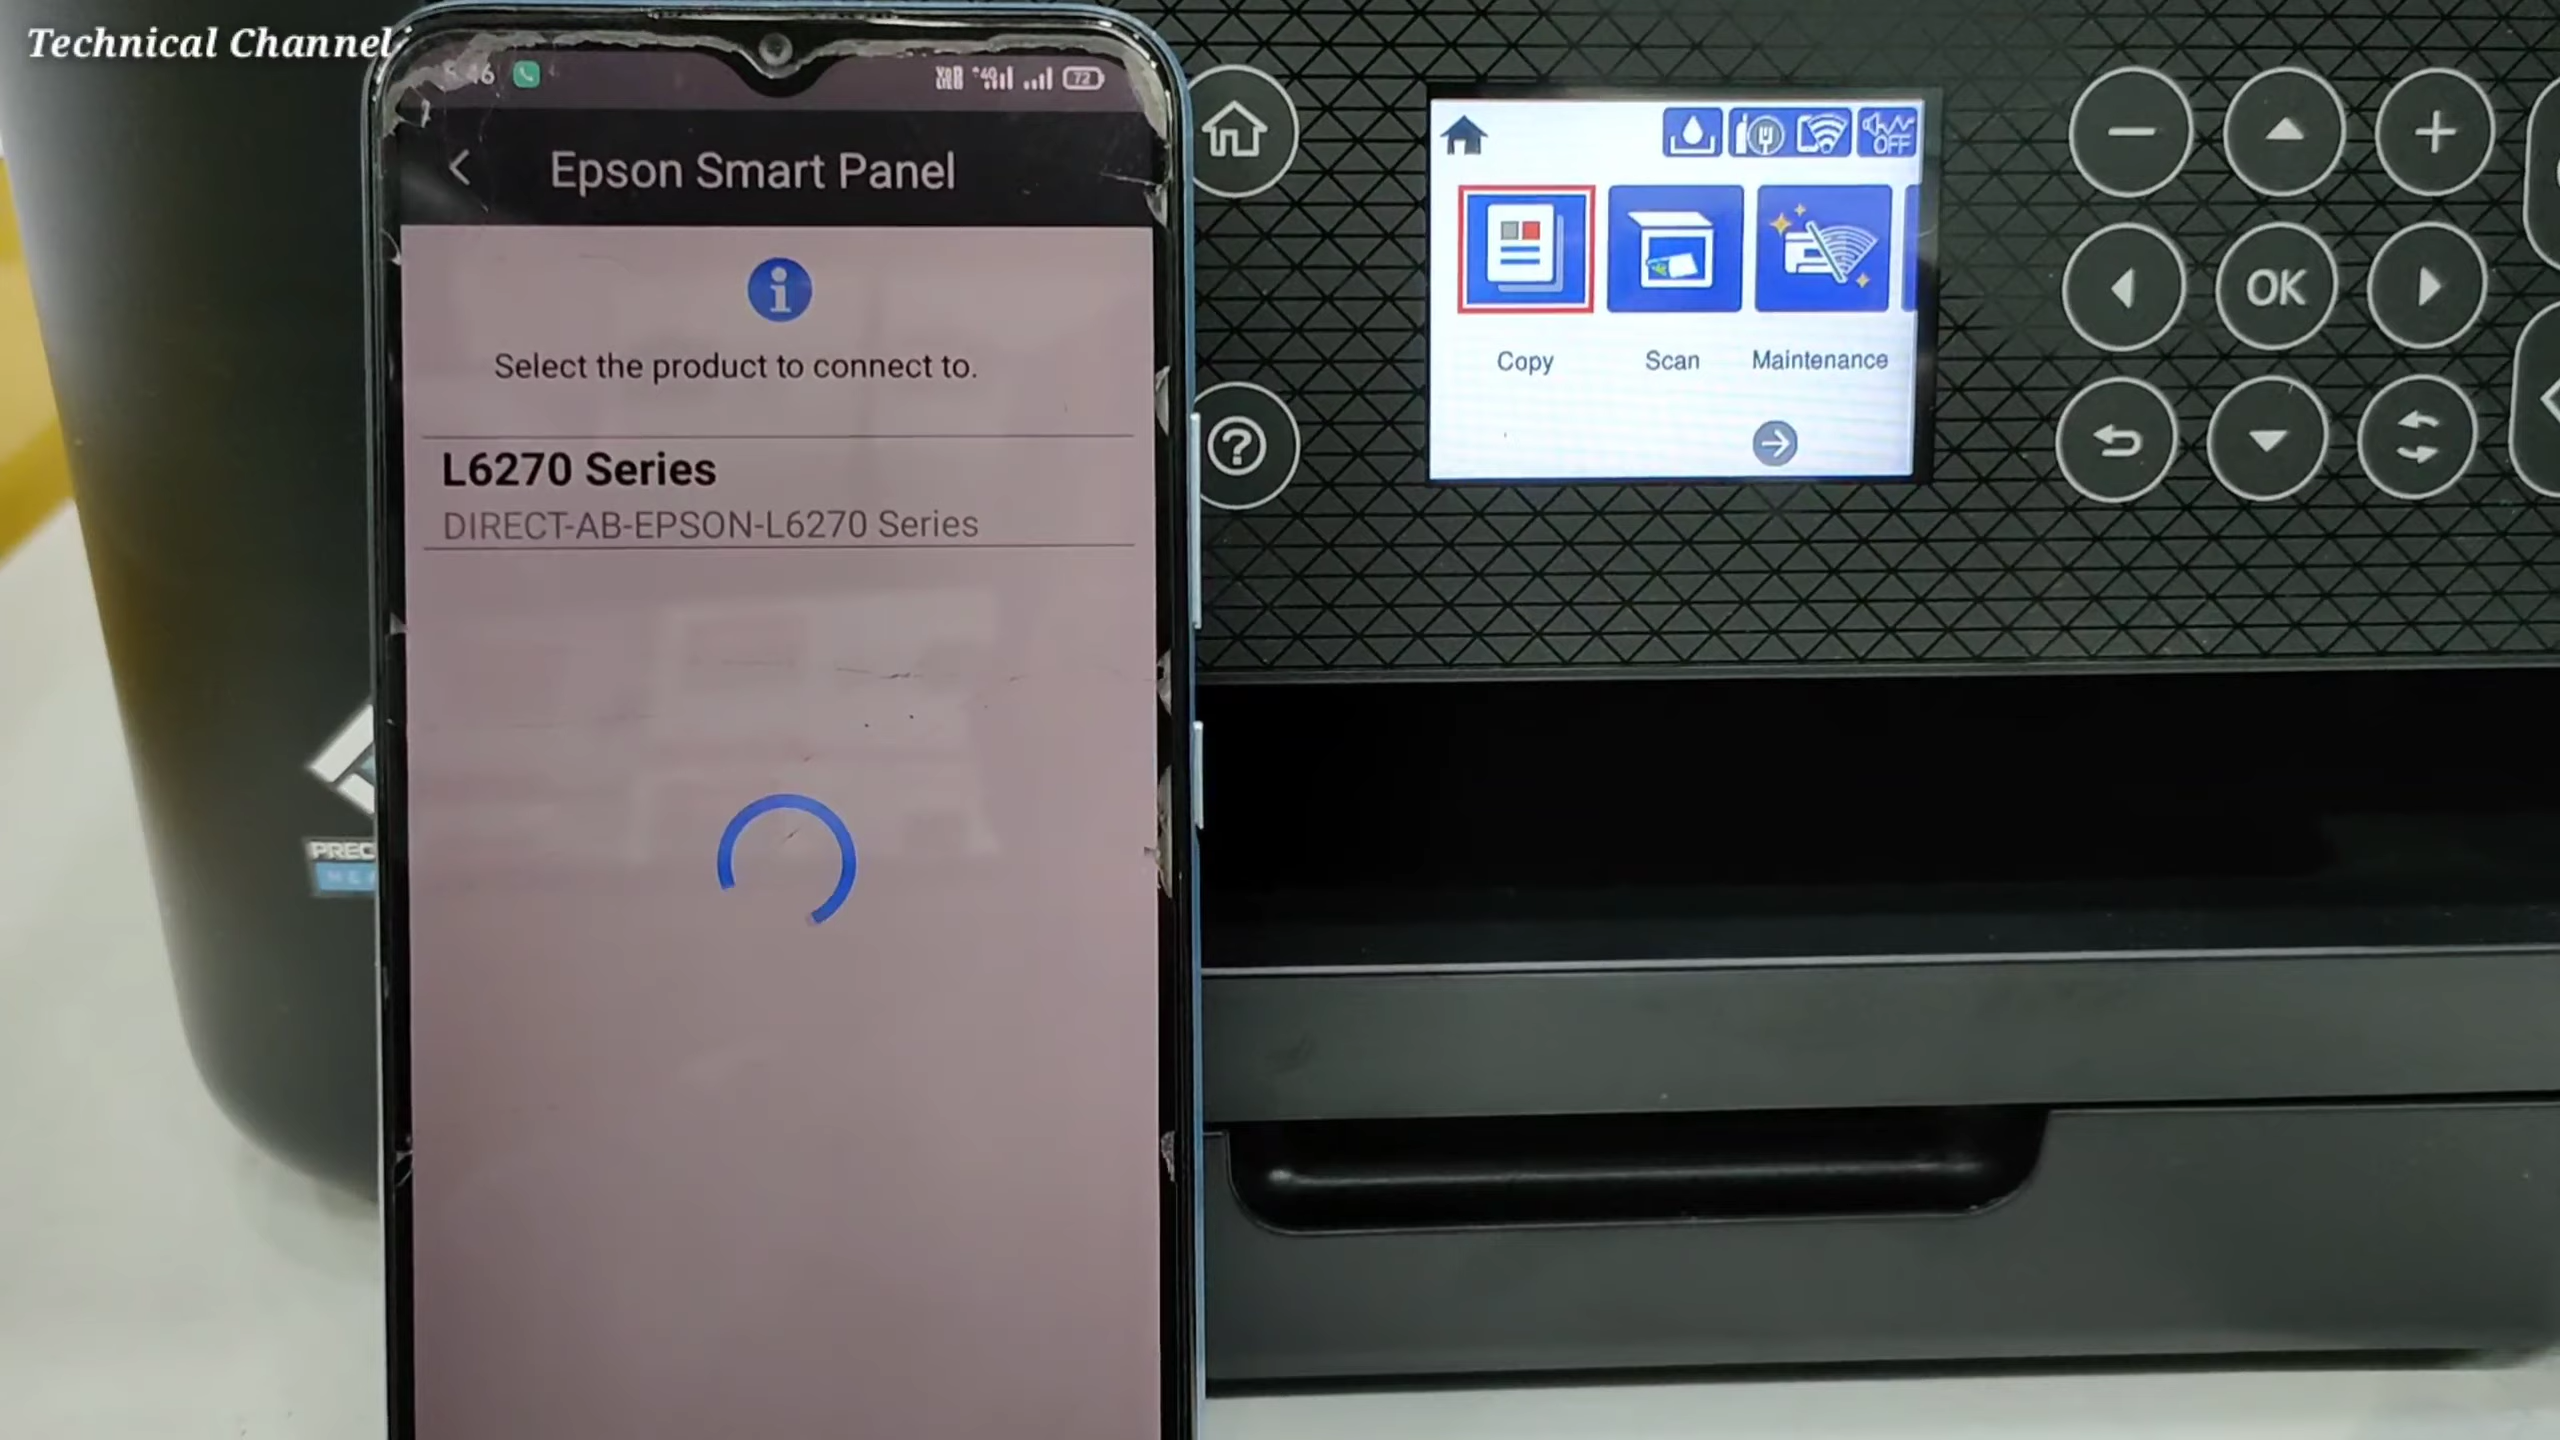 Technical Channel
72
Epson Smart Panel
Select the product to connect to.
L6270 Series
DIRECT-AB-EPSON-L6270 Series
OFF
Copy
Scan
Maintenance
OK
?